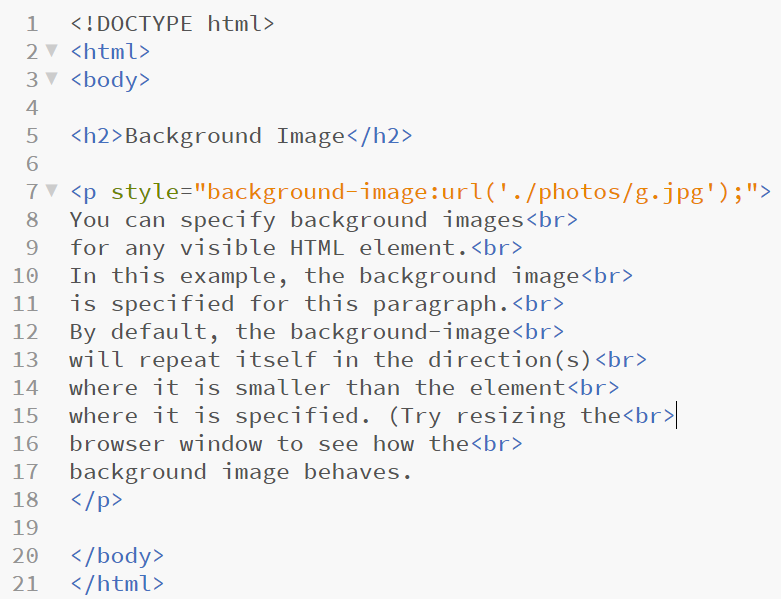 1 <!DOCTYPE html>
2 <html>
3 <body>
4
5 <h2>Background Image</h2>
6
7 <p style="background-image:url('./photos/g.jpg');">
8 You can specify background images<br>
9 for any visible HTML element.<br>
10 In this example, the background image<br>
11 is specified for this paragraph.<br>
12 By default, the background-image<br>
13 will repeat itself in the direction(s)<br>
14 where it is smaller than the element<br>
15 where it is specified. (Try resizing the<br>
16 browser window to see how the<br>
17 background image behaves.
18 </p>
19
20 </body>
21 </html>